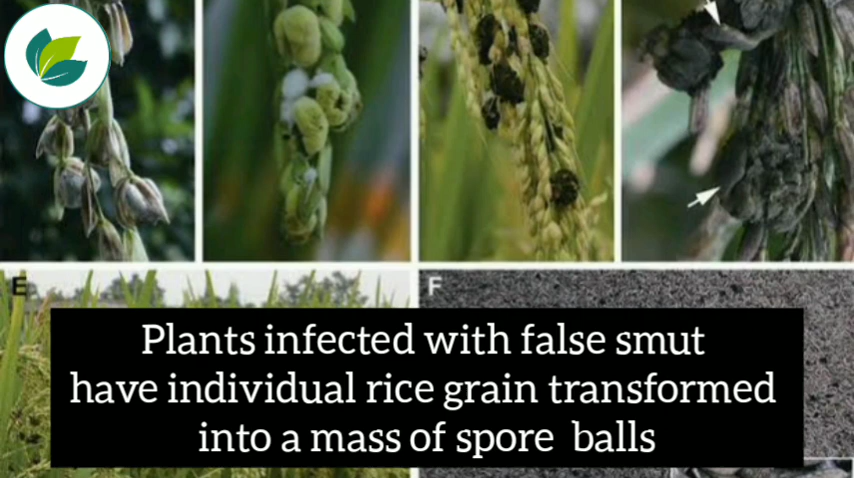 E
F
Plants infected with false smut
have individual rice grain transformed
into a mass of spore balls